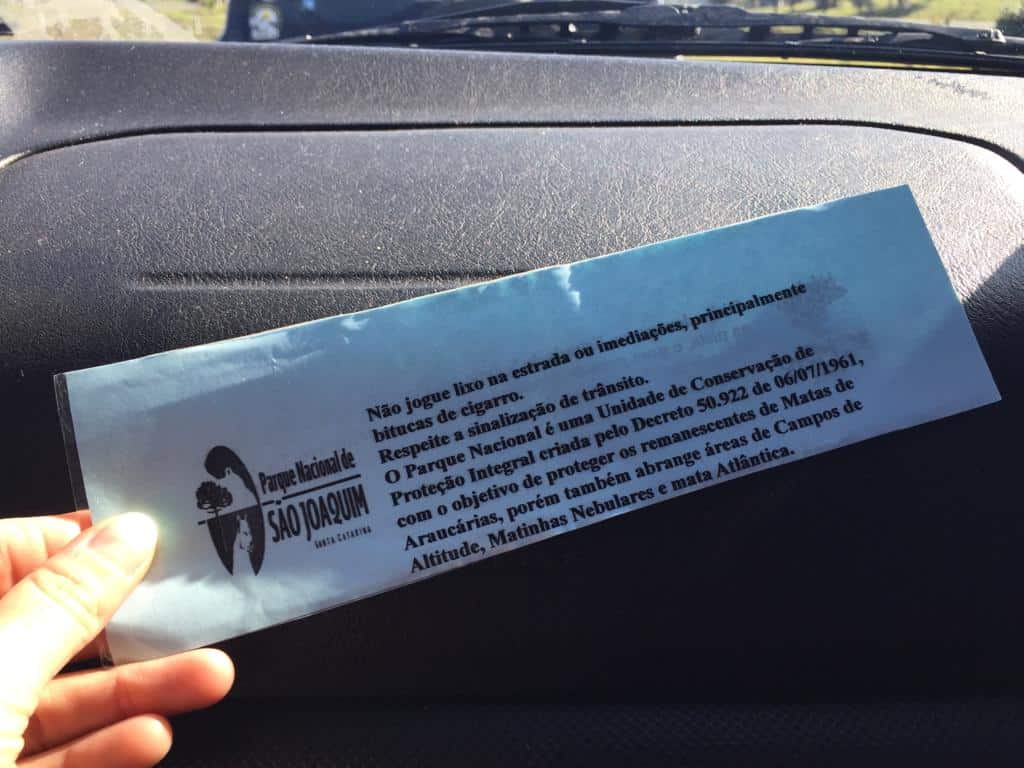 Parque Nacional de
SÃO JOAQUIM
SANTA CATARINA
Não jogue lixo na estrada ou imediações, principalmente
bitucas de cigarro.
Respeite a sinalização de trânsito.
O Parque Nacional é uma Unidade de Conservação de
Proteção Integral criada pelo Decreto 50.922 de 06/07/1961,
com o objetivo de proteger os remanescentes de Matas de
Araucárias, porém também abrange áreas de Campos de
Altitude, Matinhas Nebulares e mata Atlântica.